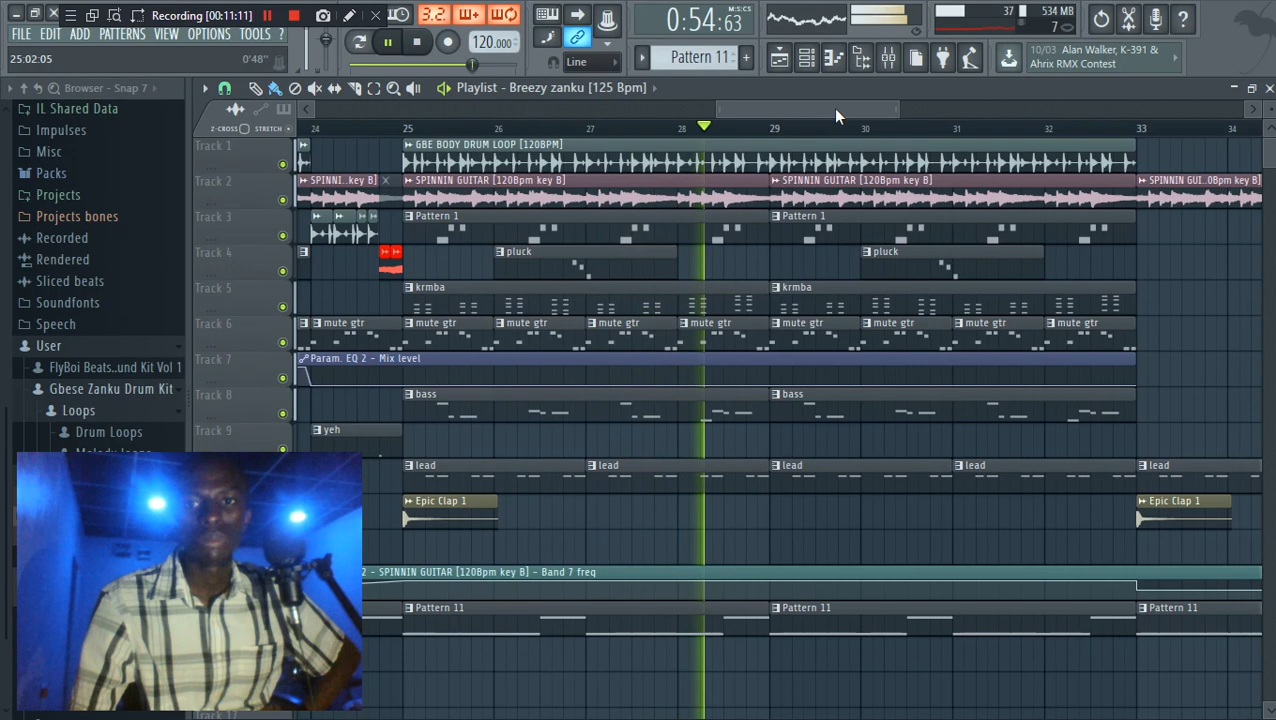 Recording [00:11:11]
3.2.
0:54:63
M:S:CS
37
534 MB
7
FILE EDIT ADD PATTERNS VIEW OPTIONS TOOLS ?
120.000
25:02:05
0'48"
Line
Pattern 11
10/03 Alan Walker, K-391 &
Ahrix RMX Contest
Browser - Snap 7
Playlist - Breezy zanku [125 Bpm]
Z-CROSS STRETCH
24 25 26 27 28 29 30 31 32 33 34
IL Shared Data
Impulses
Misc
Packs
Projects
Projects bones
Recorded
Rendered
Sliced beats
Soundfonts
Speech
User
FlyBoi Beats..und Kit Vol 1
Gbese Zanku Drum Kit
Loops
Drum Loops
Track 1
GBE BODY DRUM LOOP [120BPM]
Track 2
SPINNI..key B]
SPINNIN GUITAR [120Bpm key B]
SPINNIN GUITAR [120Bpm key B]
SPINNIN GUI..0Bpm key B]
Track 3
Pattern 1
Pattern 1
Track 4
pluck
pluck
Track 5
krmba
krmba
Track 6
mute gtr
mute gtr
mute gtr
mute gtr
mute gtr
mute gtr
mute gtr
mute gtr
mute gtr
Track 7
Param. EQ 2 - Mix level
Track 8
bass
bass
Track 9
yeh
lead
lead
lead
lead
lead
Epic Clap 1
Epic Clap 1
2 - SPINNIN GUITAR [120Bpm key B] - Band 7 freq
Pattern 11
Pattern 11
Pattern 11